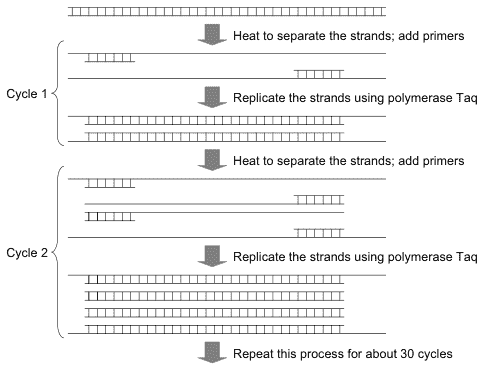 Heat to separate the strands; add primers
Cycle 1
Replicate the strands using polymerase Taq
Heat to separate the strands; add primers
Cycle 2
Replicate the strands using polymerase Taq
Repeat this process for about 30 cycles